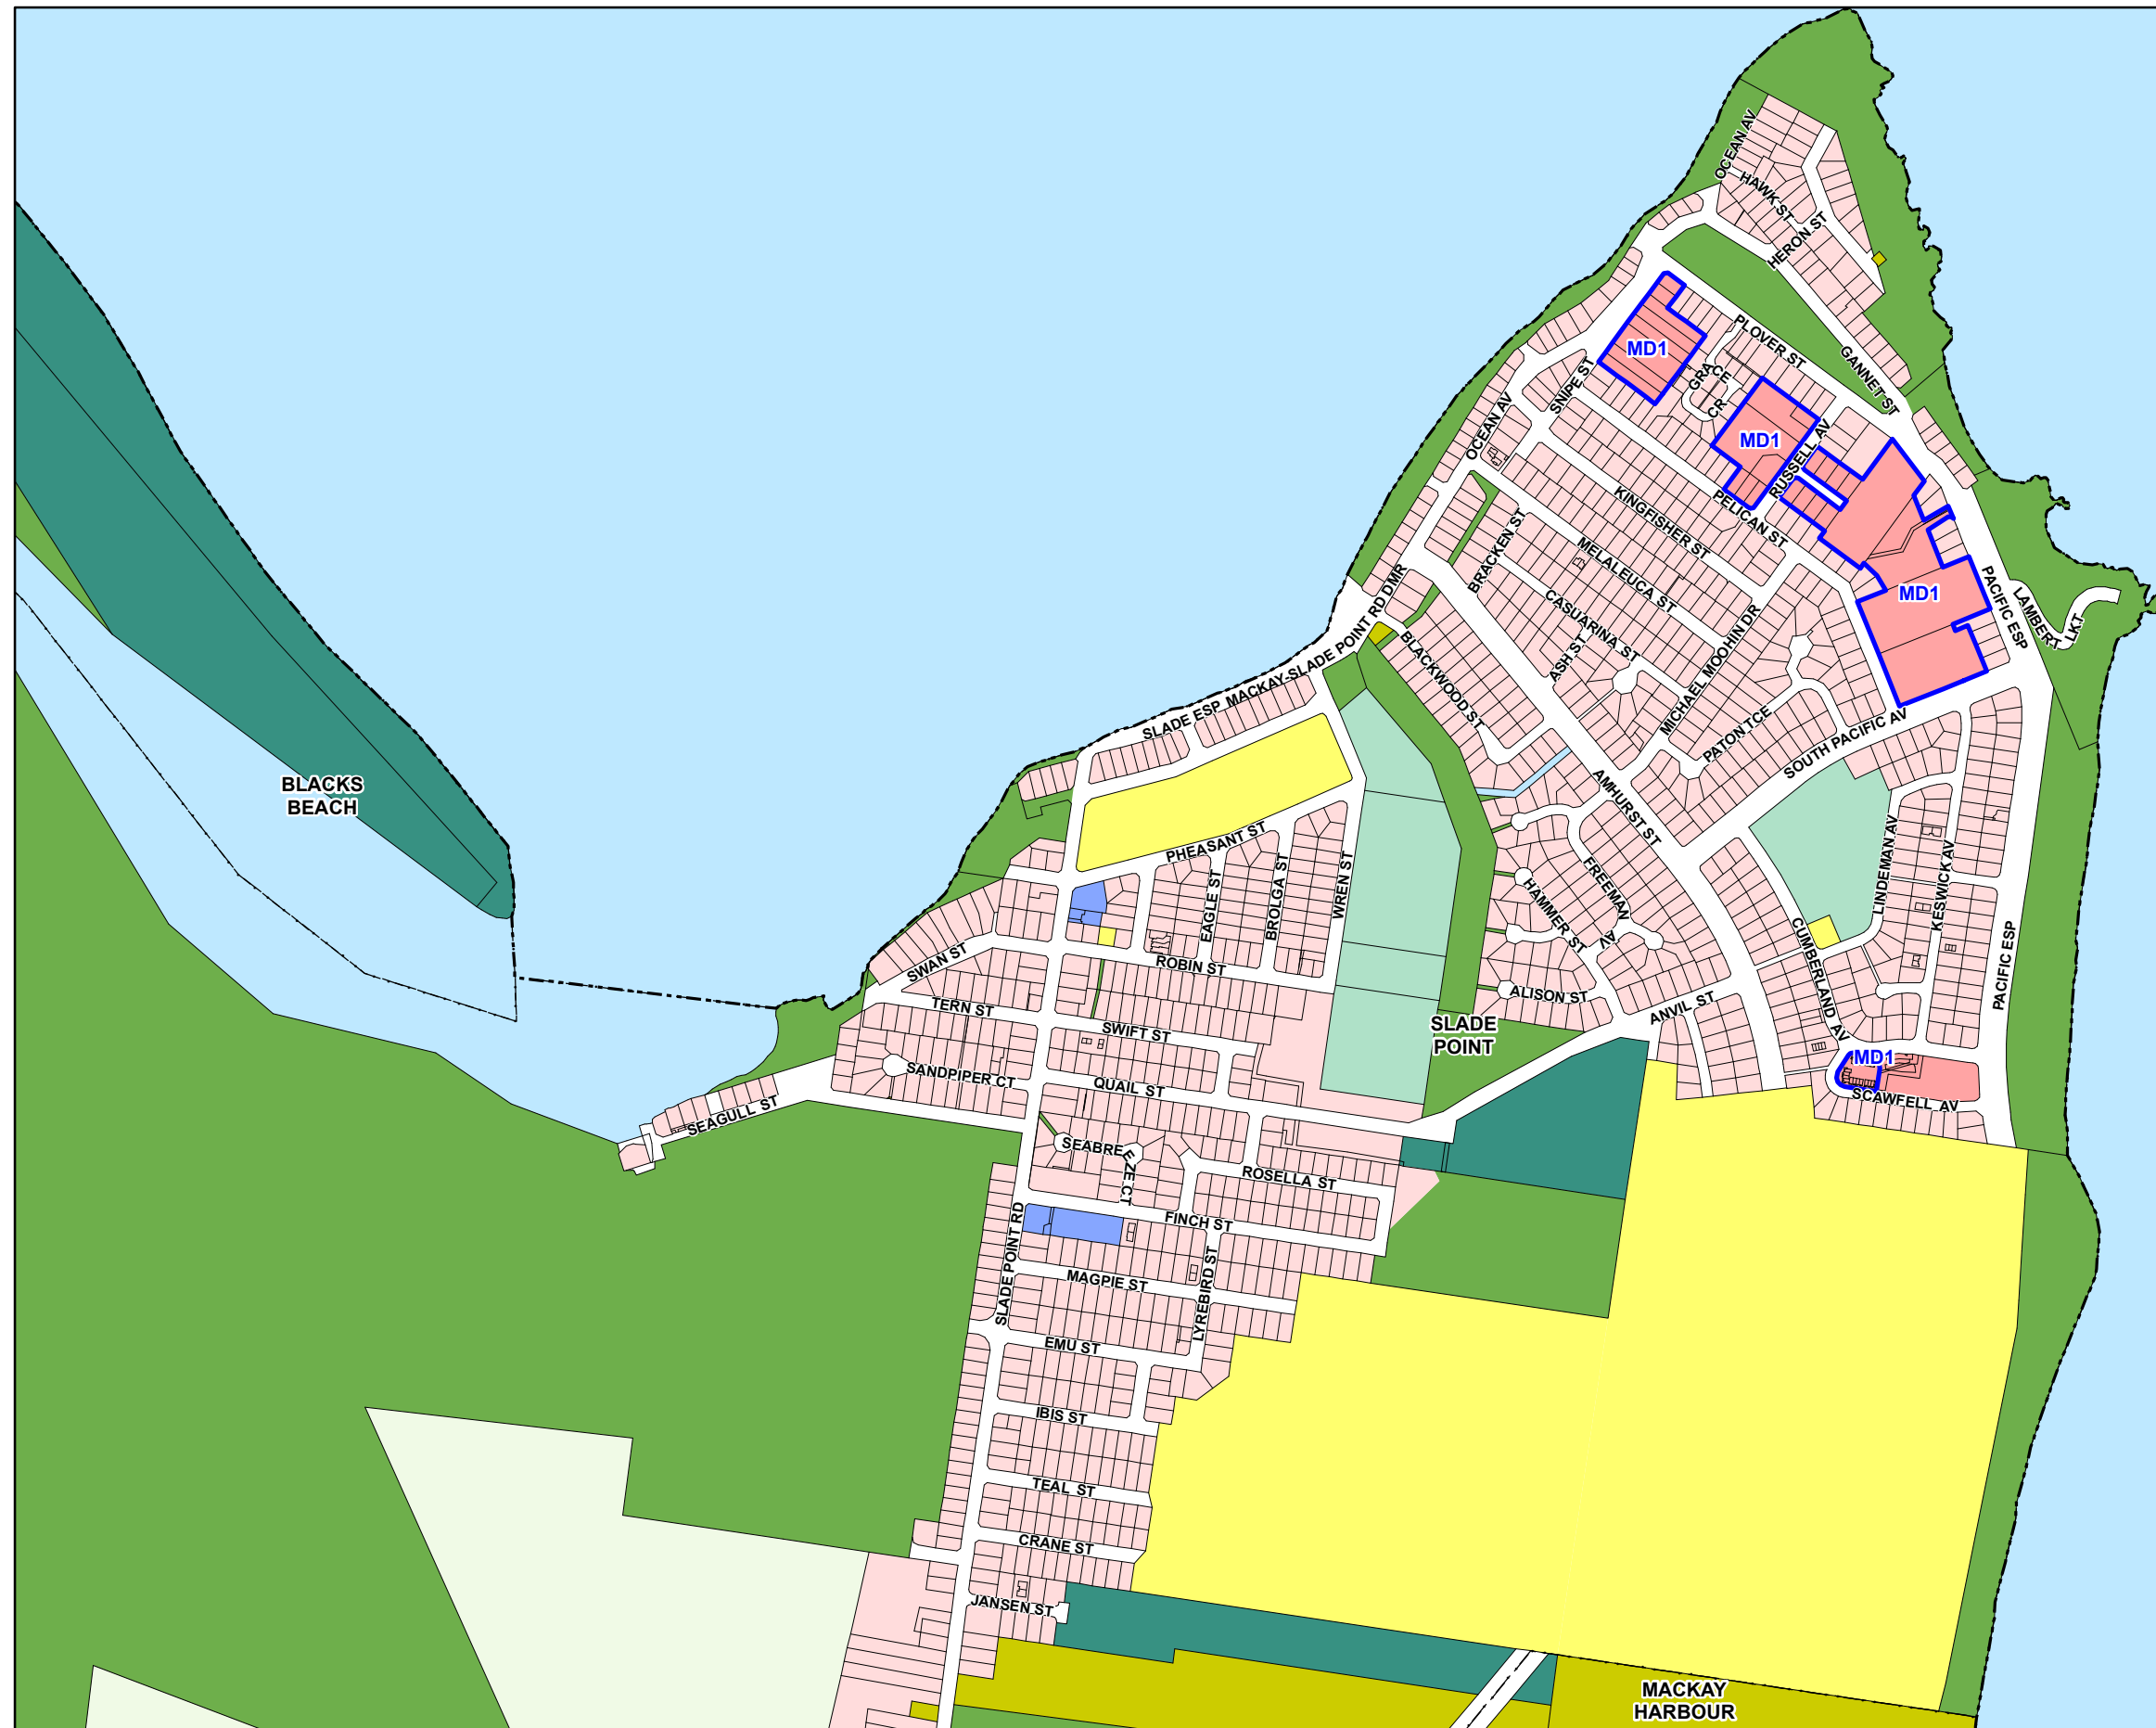 OCEAN AV
HAWK ST
HERON ST
PLOVER ST
GANNET ST
MD1
GRACE
CR
MD1
SNIPE ST
OCEAN AV
RUSSELL AV
PELICAN ST
KINGFISHER ST
BRACKEN ST
MELALEUCA ST
MD1
PACIFIC ESP
LAMBERT
LKT
CASUARINA ST
ASH ST
MICHAEL MOOHIN DR
BLACKWOOD ST
SLADE ESP
MACKAY-SLADE POINT RD DMR
PATON TCE
SOUTH PACIFIC AV
BLACKS
BEACH
AMHURST ST
PHEASANT ST
EAGLE ST
BROLGA ST
WREN ST
FREEMAN
AV
HAMMER ST
LINDEMAN AV
KESWICK AV
CUMBERLAND AV
PACIFIC ESP
SWAN ST
ROBIN ST
TERN ST
SWIFT ST
ALISON ST
ANVIL ST
SLADE
POINT
MD1
SANDPIPER CT
QUAIL ST
SCAWFELL AV
SEAGULL ST
SEABREEZE CT
ROSELLA ST
FINCH ST
SLADE POINT RD
MAGPIE ST
LYREBIRD ST
EMU ST
IBIS ST
TEAL ST
CRANE ST
JANSEN ST
MACKAY
HARBOUR